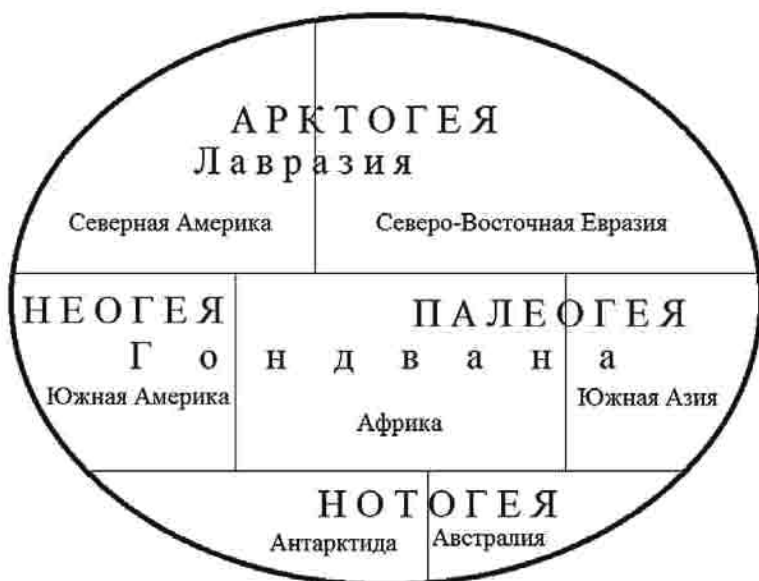 АРКТОГЕЯ
Лавразия
Северная Америка Северо-Восточная Евразия
НЕОГЕЯ ПАЛЕОГЕЯ
Гондвана
Южная Америка Африка Южная Азия
НОТОГЕЯ
Антарктида Австралия